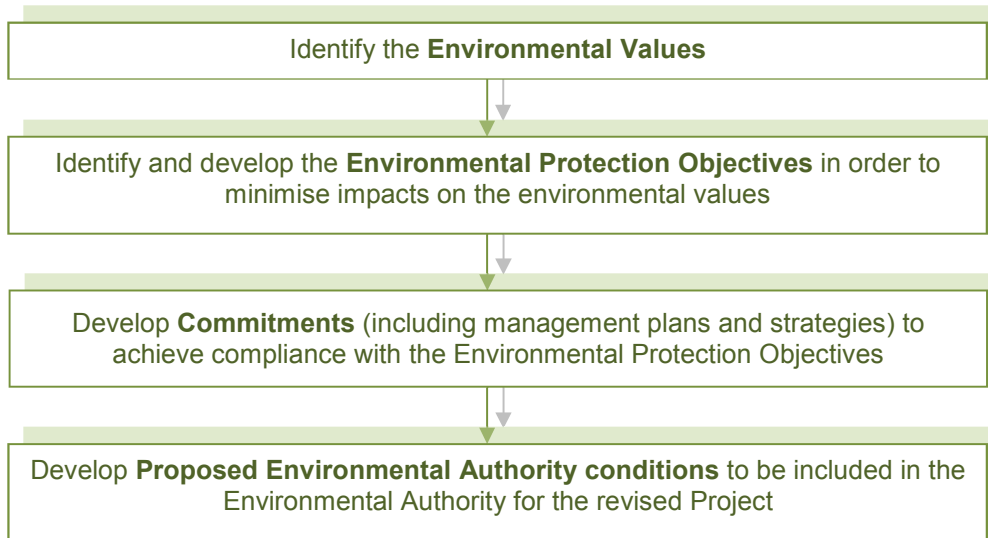 Identify the Environmental Values
Identify and develop the Environmental Protection Objectives in order to
minimise impacts on the environmental values
Develop Commitments (including management plans and strategies) to
achieve compliance with the Environmental Protection Objectives
Develop Proposed Environmental Authority conditions to be included in the
Environmental Authority for the revised Project